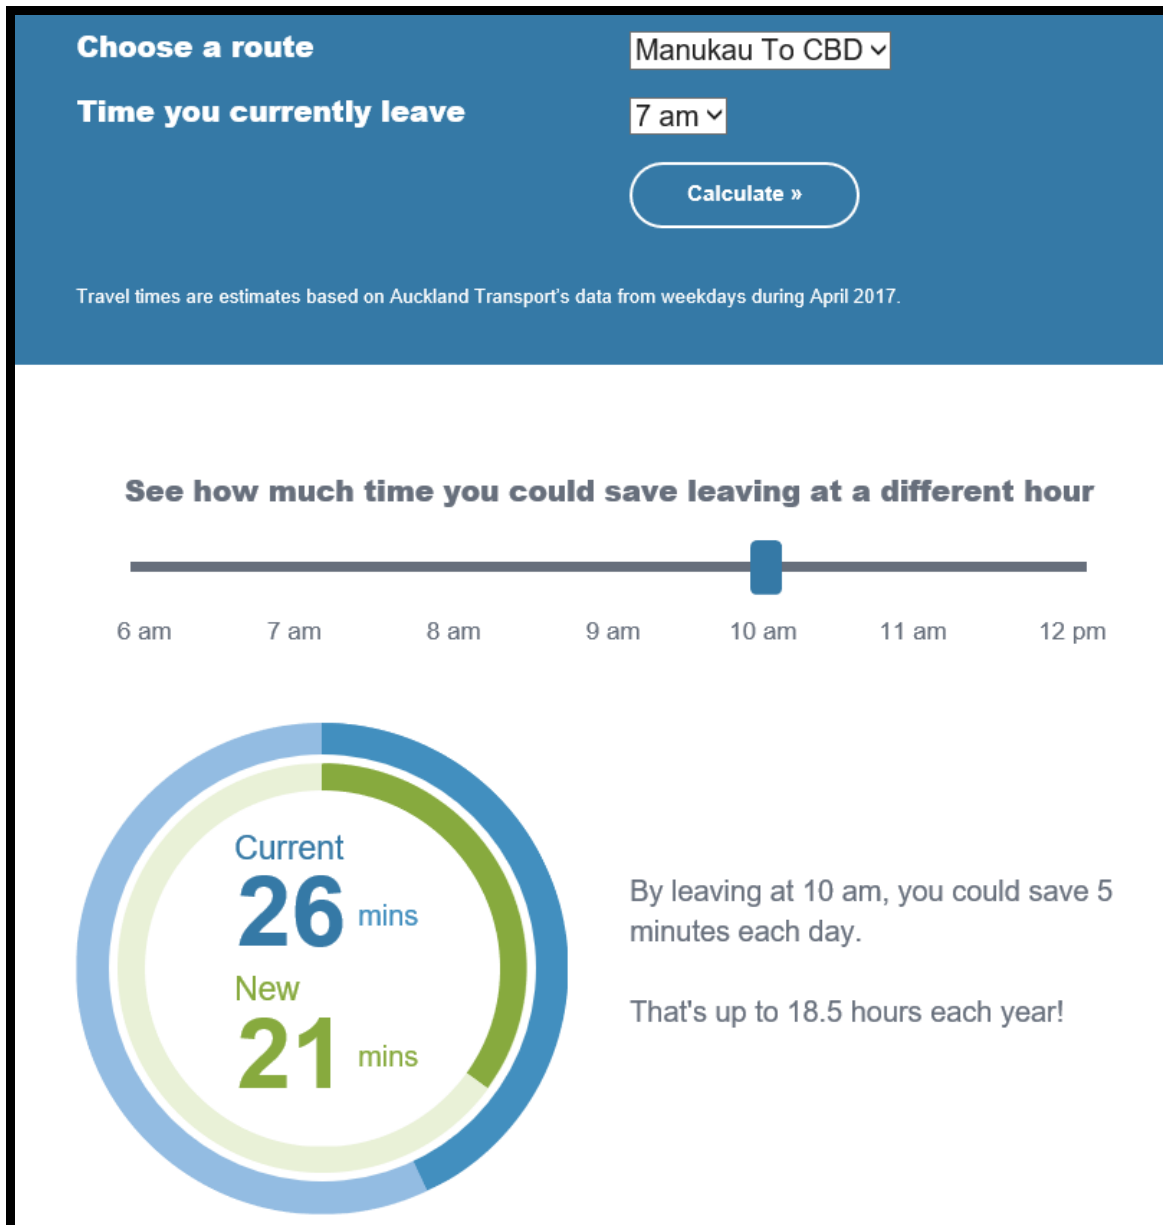 Choose a route
Manukau To CBD
Time you currently leave
7 am
Calculate »
Travel times are estimates based on Auckland Transport's data from weekdays during April 2017.
See how much time you could save leaving at a different hour
6 am 7 am 8 am 9 am 10 am 11 am 12 pm
Current
26 mins
New
21 mins
By leaving at 10 am, you could save 5
minutes each day.
That's up to 18.5 hours each year!